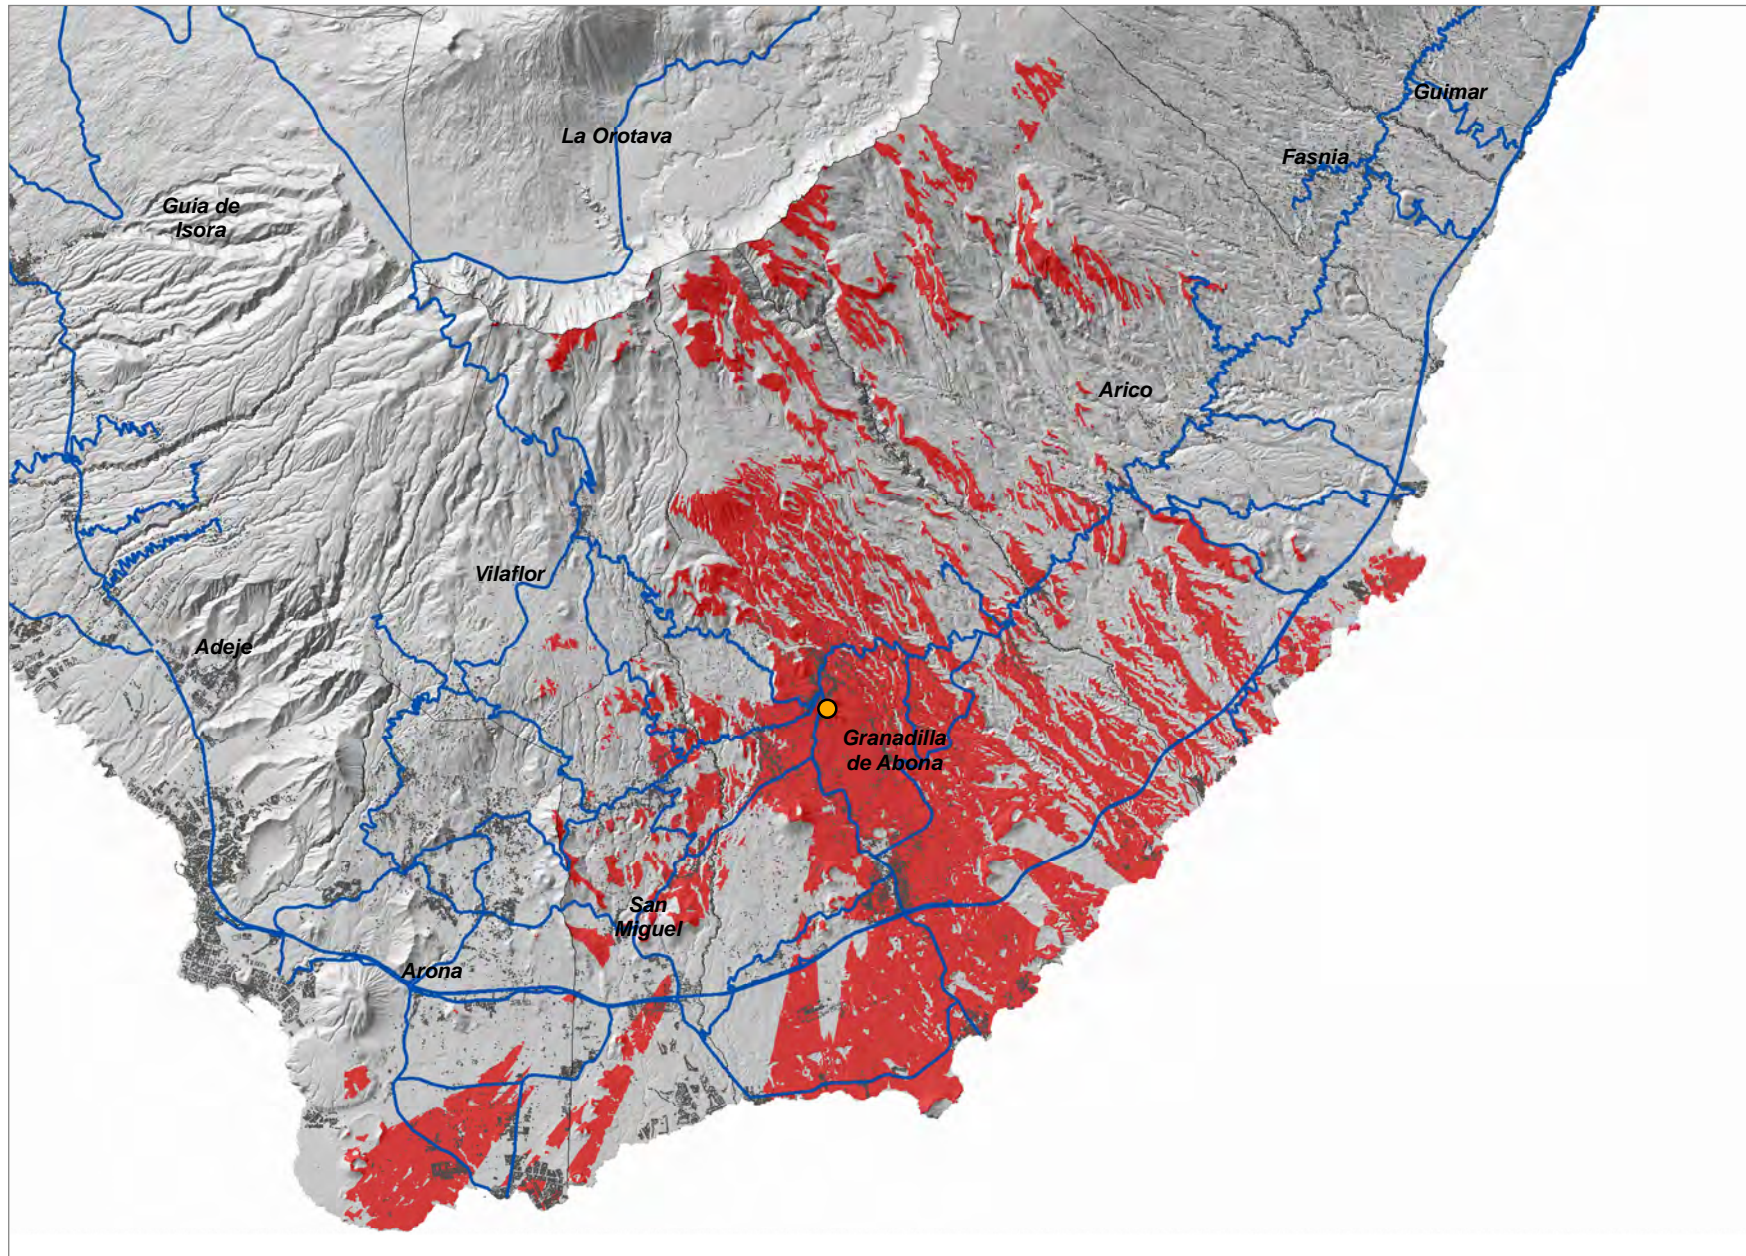 Guimar
La Orotava
Fasnia
Guia de
Isora
Arico
Vilaflor
Adeje
Granadilla
de Abona
San
Miguel
Arona